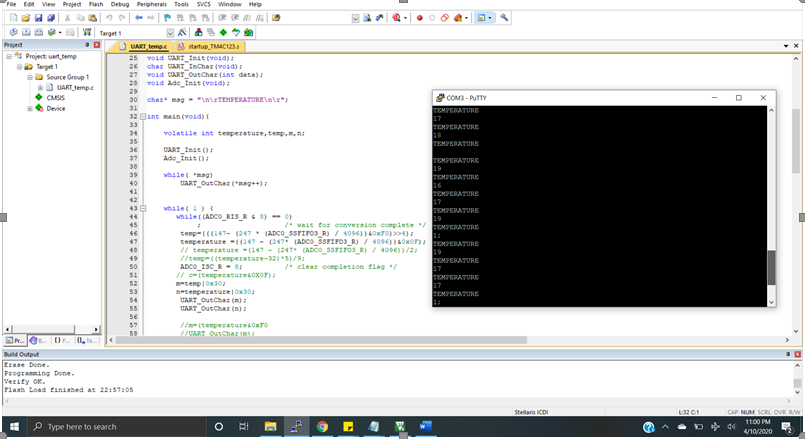 File Edit View Project Flash Debug Peripherals Tools SVCS Window Help
Target 1
Project
Project: uart_temp
Target 1
Source Group 1
UART_temp.c
CMSIS
Device
UART_temp.c startup_TM4C123.s
25 void UART_Init(void);
26 char UART_InChar(void);
27 void UART_OutChar(int data);
28 void Adc_Init(void);
29
30 char* msg = "\n\rTEMPERATURE\n\r";
31
32 int main(void){
33
34 volatile int temperature,temp,m,n;
35
36 UART_Init();
37 Adc_Init();
38
39 while( *msg)
40 UART_OutChar(*msg++);
41
42
43 while( 1 ) {
44 while((ADC0_RIS_R & 8) == 0)
45 ; /* wait for conversion complete */
46 temp=(((147- (247 * (ADC0_SSFIFO3_R) / 4096))&0xF0)>>4);
47 temperature =((147 - (247* (ADC0_SSFIFO3_R) / 4096))&0x0F);
48 // temperature =(147 - (247* (ADC0_SSFIFO3_R) / 4096))/2;
49 //temp=((temperature-32)*5)/9;
50 ADC0_ISC_R = 8; /* clear completion flag */
51 // c=(temperature&0X0F);
52 m=temp|0x30;
53 n=temperature|0x30;
54 UART_OutChar(m);
55 UART_OutChar(n);
56
57 //m=(temperature&0xF0
58 //UART_OutChar(m);
COM3 - PuTTY
TEMPERATURE
17
TEMPERATURE
18
TEMPERATURE
TEMPERATURE
19
TEMPERATURE
16
TEMPERATURE
17
TEMPERATURE
19
TEMPERATURE
1;
TEMPERATURE
19
TEMPERATURE
17
TEMPERATURE
17
TEMPERATURE
1;
Pr... B... {} F... Te...
Build Output
Erase Done.
Programming Done.
Verify OK.
Flash Load finished at 22:57:05
Stellaris ICDI L:32 C:1 CAP NUM SCRL OVR R/W
Type here to search
11:00 PM
4/10/2020
2